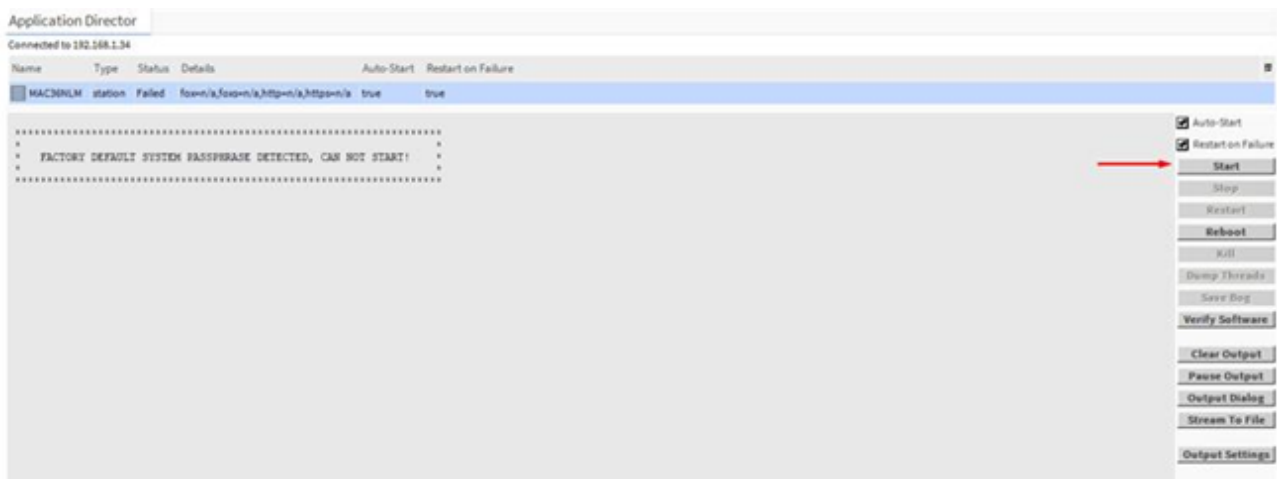 Application Director
Connected to 192.168.1.34
Name Type Status Details Auto-Start Restart on Failure
MAC36NLM station Failed fox=n/a,foxs=n/a,http=n/a,https=n/a true true
Auto-Start
Restart on Failure
****************************************************************
* *
* FACTORY DEFAULT SYSTEM PASSPHRASE DETECTED, CAN NOT START! *
* *
****************************************************************
Start
Stop
Restart
Reboot
Kill
Dump Threads
Save Bog
Verify Software
Clear Output
Pause Output
Output Dialog
Stream To File
Output Settings